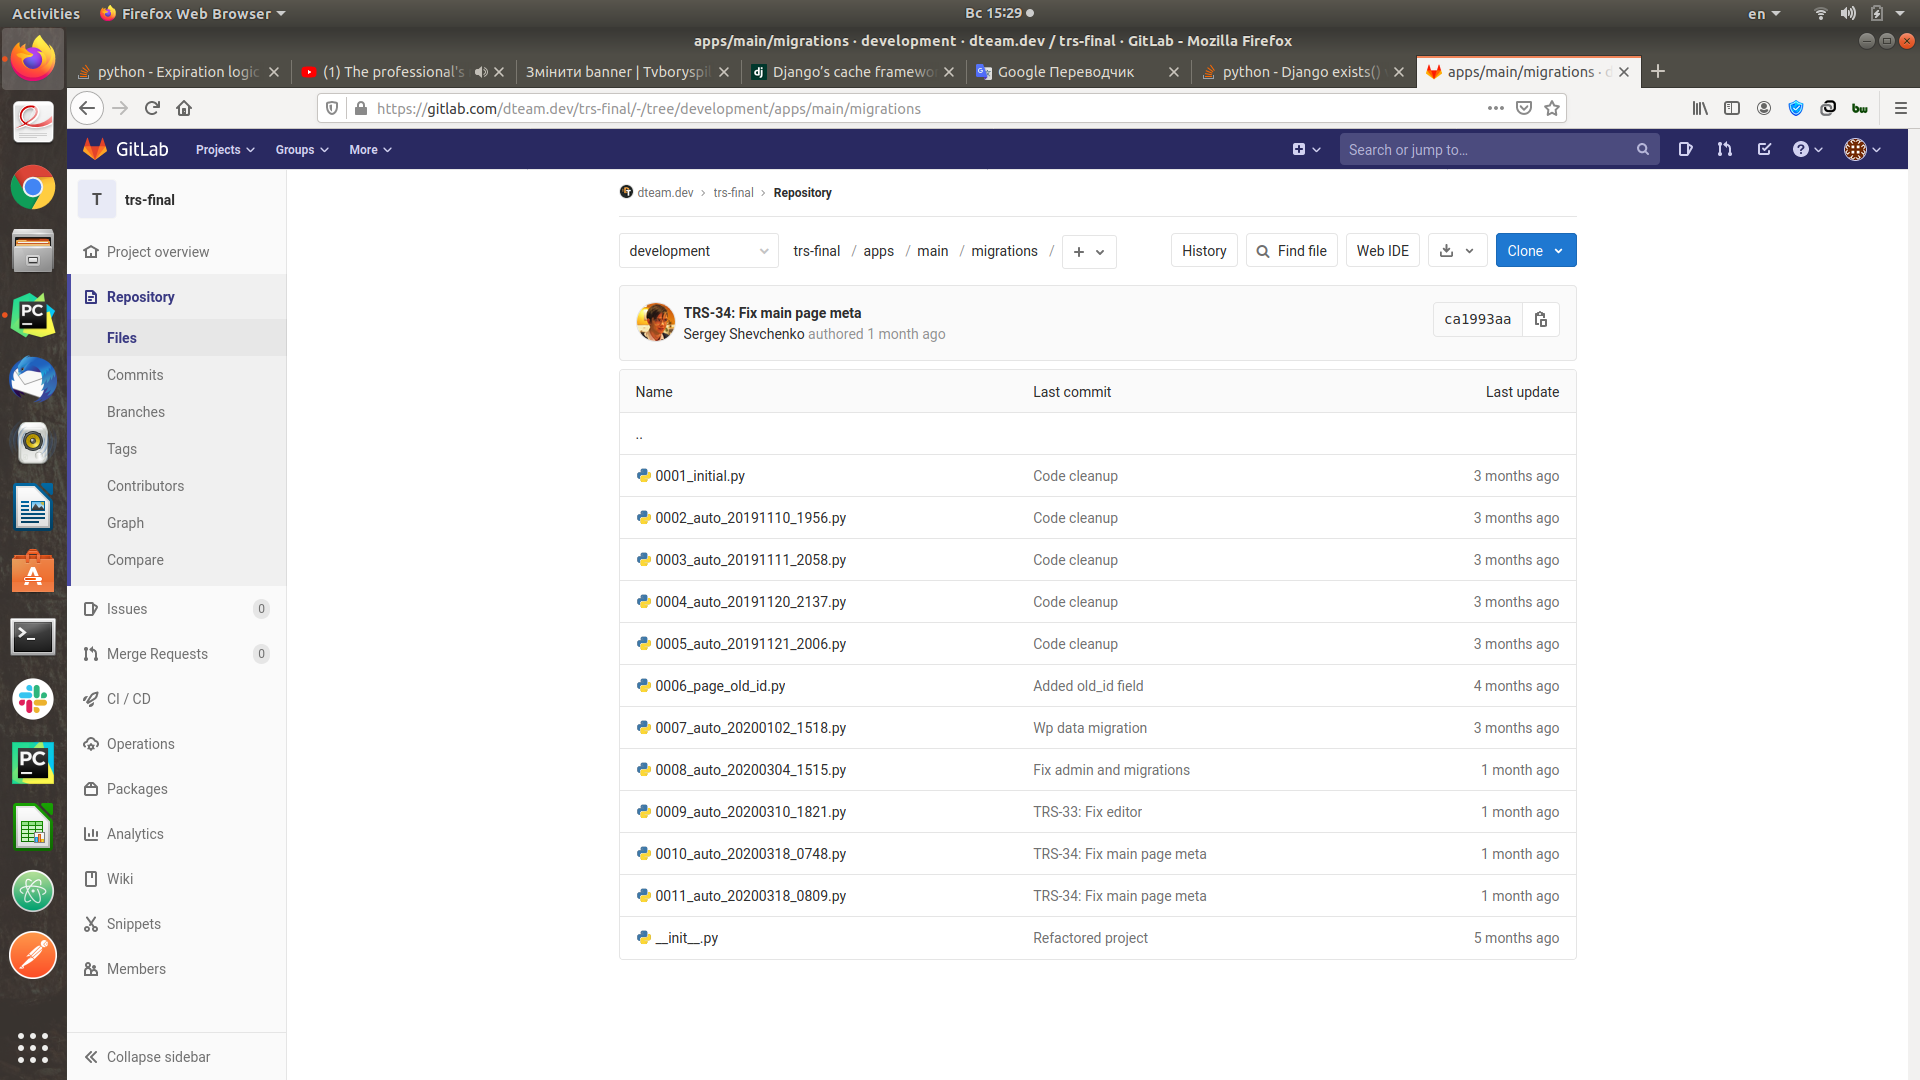 Activities
Firefox Web Browser
Вс 15:29
en
apps/main/migrations · development · dteam.dev / trs-final · GitLab - Mozilla Firefox
python - Expiration logic
(1) The professional's
Змінити banner | Tvborysp
Django's cache framewo
Google Переводчик
python - Django exists()
apps/main/migrations ·
https://gitlab.com/dteam.dev/trs-final/-/tree/development/apps/main/migrations
GitLab
Projects
Groups
More
Search or jump to...
T
trs-final
Project overview
Repository
Files
Commits
Branches
Tags
Contributors
Graph
Compare
Issues 0
Merge Requests 0
CI / CD
Operations
Packages
Analytics
Wiki
Snippets
Members
Collapse sidebar
dteam.dev > trs-final > Repository
development
trs-final / apps / main / migrations /
History
Find file
Web IDE
Clone
TRS-34: Fix main page meta
Sergey Shevchenko authored 1 month ago
ca1993aa
Name Last commit Last update
..
0001_initial.py Code cleanup 3 months ago
0002_auto_20191110_1956.py Code cleanup 3 months ago
0003_auto_20191111_2058.py Code cleanup 3 months ago
0004_auto_20191120_2137.py Code cleanup 3 months ago
0005_auto_20191121_2006.py Code cleanup 3 months ago
0006_page_old_id.py Added old_id field 4 months ago
0007_auto_20200102_1518.py Wp data migration 3 months ago
0008_auto_20200304_1515.py Fix admin and migrations 1 month ago
0009_auto_20200310_1821.py TRS-33: Fix editor 1 month ago
0010_auto_20200318_0748.py TRS-34: Fix main page meta 1 month ago
0011_auto_20200318_0809.py TRS-34: Fix main page meta 1 month ago
__init__.py Refactored project 5 months ago